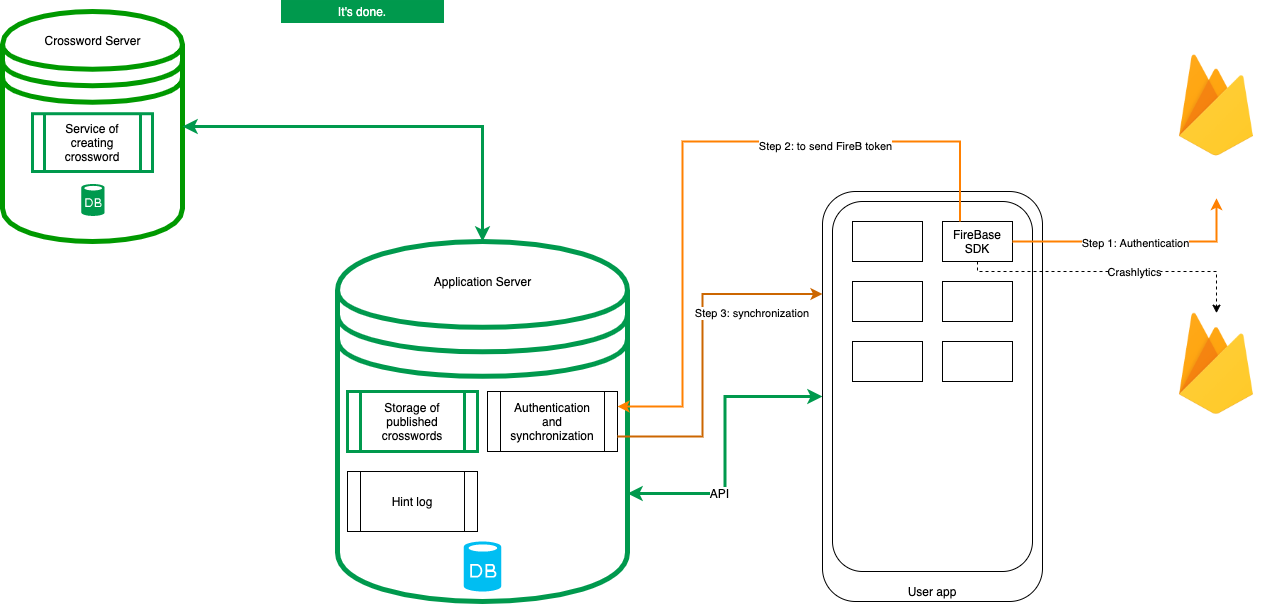 It's done.
Crossword Server
Service of
creating
crossword
DB
Step 2: to send FireB token
FireBase
SDK
Step 1: Authentication
Crashlytics
Application Server
Step 3: synchronization
Storage of
published
crosswords
Authentication
and
synchronization
API
Hint log
DB
User app